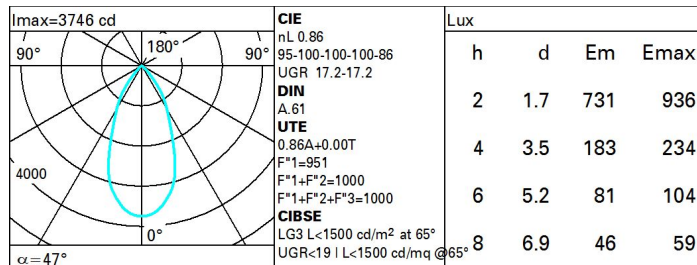 Imax=3746 cd
90° 180° 90°
4000
0°
α=47°
CIE
nL 0.86
95-100-100-100-86
UGR 17.2-17.2
DIN
A.61
UTE
0.86A+0.00T
F"1=951
F"1+F"2=1000
F"1+F"2+F"3=1000
CIBSE
LG3 L<1500 cd/m² at 65°
UGR<19 | L<1500 cd/mq @65°
Lux
h d Em Emax
2 1.7 731 936
4 3.5 183 234
6 5.2 81 104
8 6.9 46 59